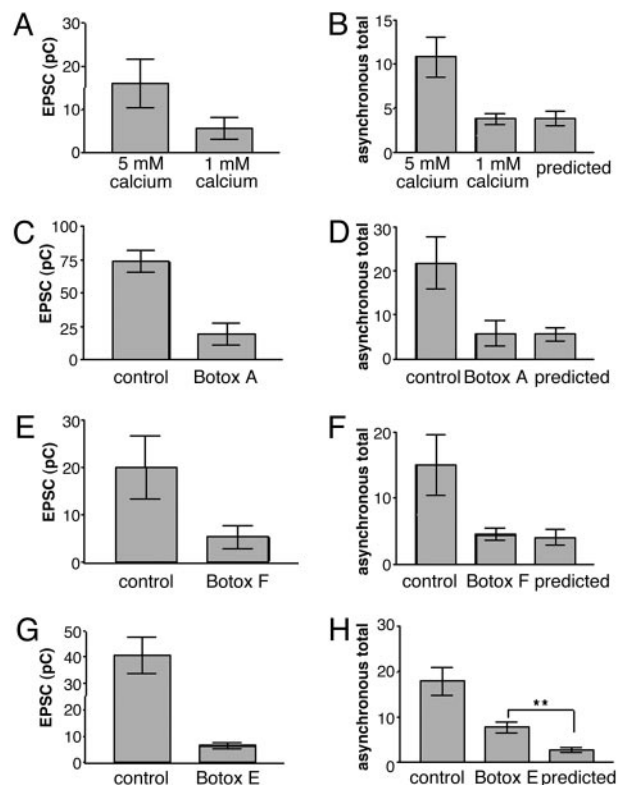 A
EPSC (pC)
30
20
10
0
5 mM
calcium
1 mM
calcium
B
asynchronous total
15
10
5
0
5 mM
calcium
1 mM
calcium
predicted
C
EPSC (pC)
100
75
50
25
0
control
Botox A
D
asynchronous total
30
20
10
0
control
Botox A
predicted
E
EPSC (pC)
30
20
10
0
control
Botox F
F
asynchronous total
20
10
0
control
Botox F
predicted
G
EPSC (pC)
50
40
30
20
10
0
control
Botox E
H
asynchronous total
30
20
10
0
**
control
Botox E
predicted